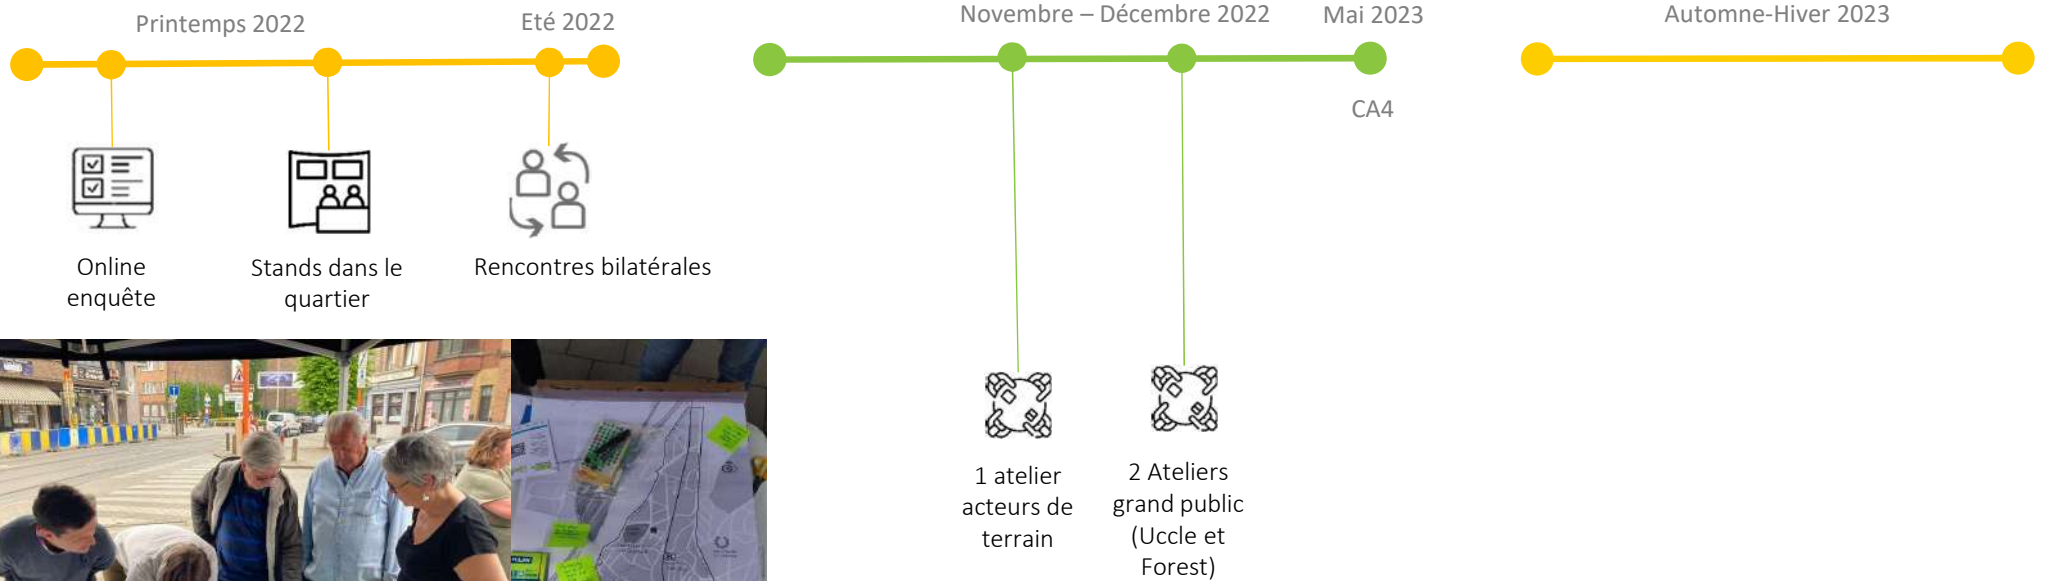 Printemps 2022
Eté 2022
Novembre – Décembre 2022
Mai 2023
Automne-Hiver 2023
CA4
Online
enquête
Stands dans le
quartier
Rencontres bilatérales
1 atelier
acteurs de
terrain
2 Ateliers
grand public
(Uccle et
Forest)